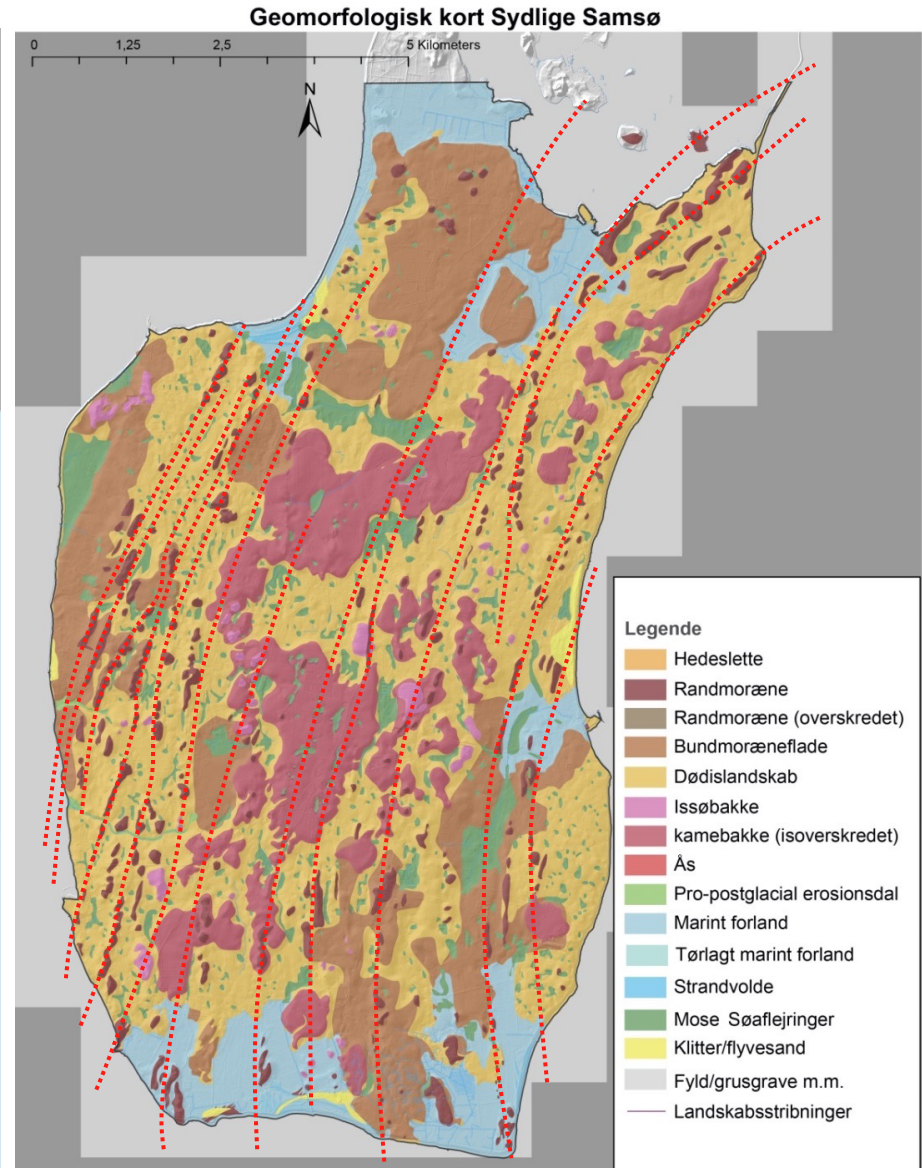 Geomorfologisk kort Sydlige Samsø
0 1,25 2,5 5 Kilometers
N
Legende
Hedeslette
Randmoræne
Randmoræne (overskredet)
Bundmoræneflade
Dødislandskab
Issøbakke
kamebakke (isoverskredet)
Ås
Pro-postglacial erosionsdal
Marint forland
Tørlagt marint forland
Strandvolde
Mose Søaflejringer
Klitter/flyvesand
Fyld/grusgrave m.m.
Landskabsstribninger